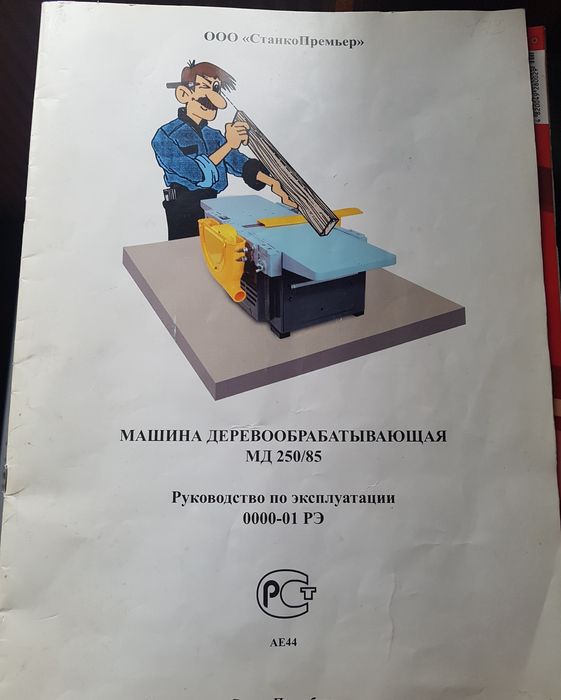 ООО «СтанкоПремьер»
МАШИНА ДЕРЕВООБРАБАТЫВАЮЩАЯ
МД 250/85
Руководство по эксплуатации
0000-01 РЭ
РСТ
АЕ44